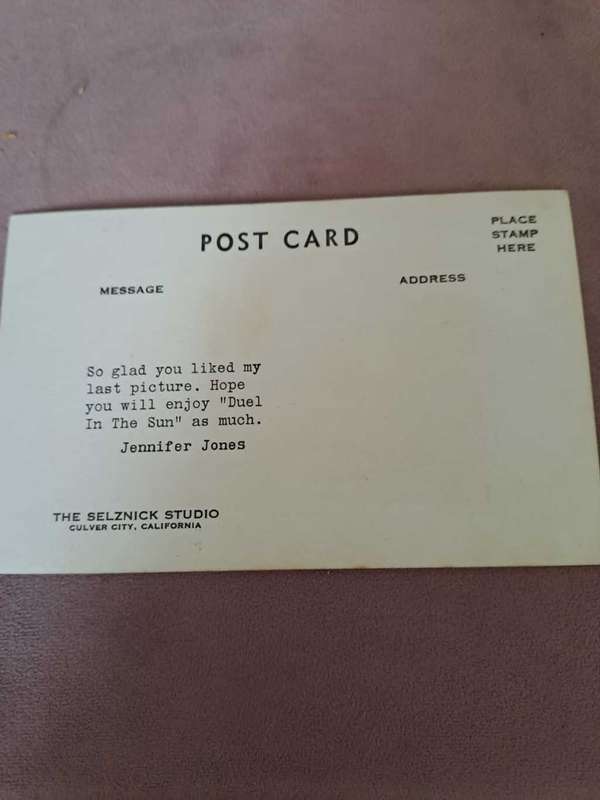 POST CARD
PLACE
STAMP
HERE
MESSAGE
ADDRESS
So glad you liked my
last picture. Hope
you will enjoy "Duel
In The Sun" as much.
Jennifer Jones
THE SELZNICK STUDIO
CULVER CITY, CALIFORNIA